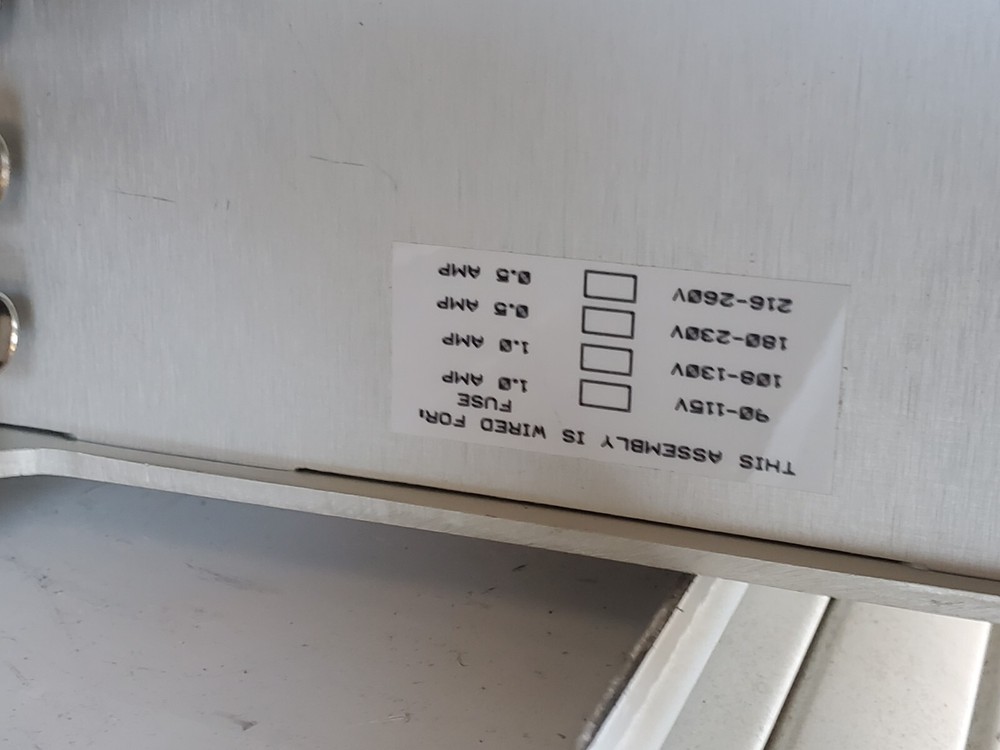 THIS ASSEMBLY IS WIRED FOR:
FUSE
90-115V 1.0 AMP
108-130V 1.0 AMP
180-230V 0.5 AMP
216-260V 0.5 AMP